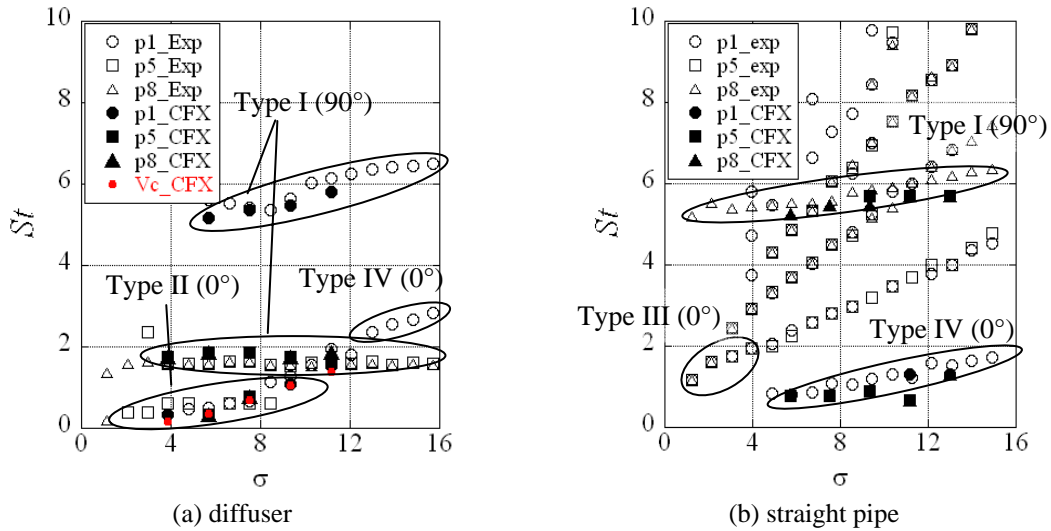 10
8
6
4
2
0
St
p1_Exp
p5_Exp
p8_Exp
p1_CFX
p5_CFX
p8_CFX
Vc_CFX
Type I (90°)
Type II (0°)
Type IV (0°)
4
8
12
16
σ
(a) diffuser
10
8
6
4
2
0
St
p1_exp
p5_exp
p8_exp
p1_CFX
p5_CFX
p8_CFX
Type I (90°)
Type III (0°)
Type IV (0°)
4
8
12
16
σ
(b) straight pipe